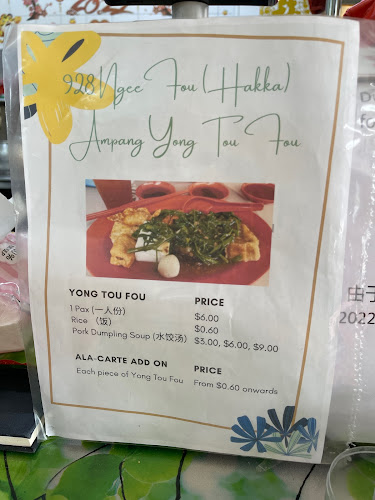 928 Ngee Fou (Hakka)
Ampang Yong Tou Fou
YONG TOU FOU PRICE
1 Pax (一人份) $6.00
Rice (饭) $0.60
Pork Dumpling Soup (水饺汤) $3.00, $6.00, $9.00
ALA-CARTE ADD ON PRICE
Each piece of Yong Tou Fou From $0.60 onwards
由于
2022